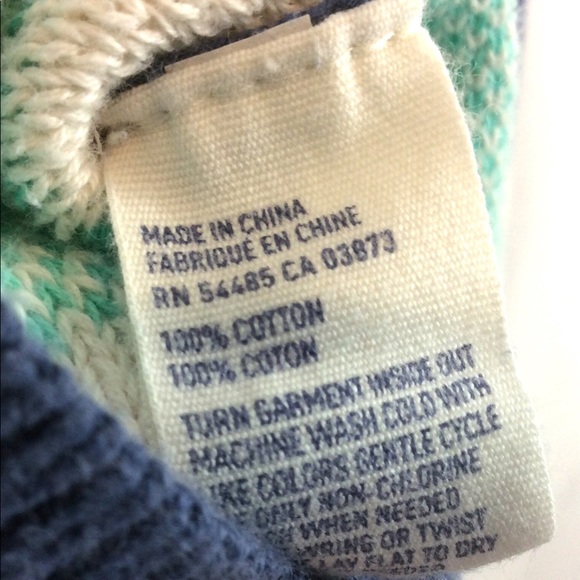 MADE IN CHINA
FABRIQUÉ EN CHINE
RN 54485 CA 03873
100% COTTON
100% COTON
TURN GARMENT INSIDE OUT
MACHINE WASH COLD WITH
LIKE COLORS GENTLE CYCLE
ONLY NON-CHLORINE
WHEN NEEDED
WRING OR TWIST
LAY FLAT TO DRY